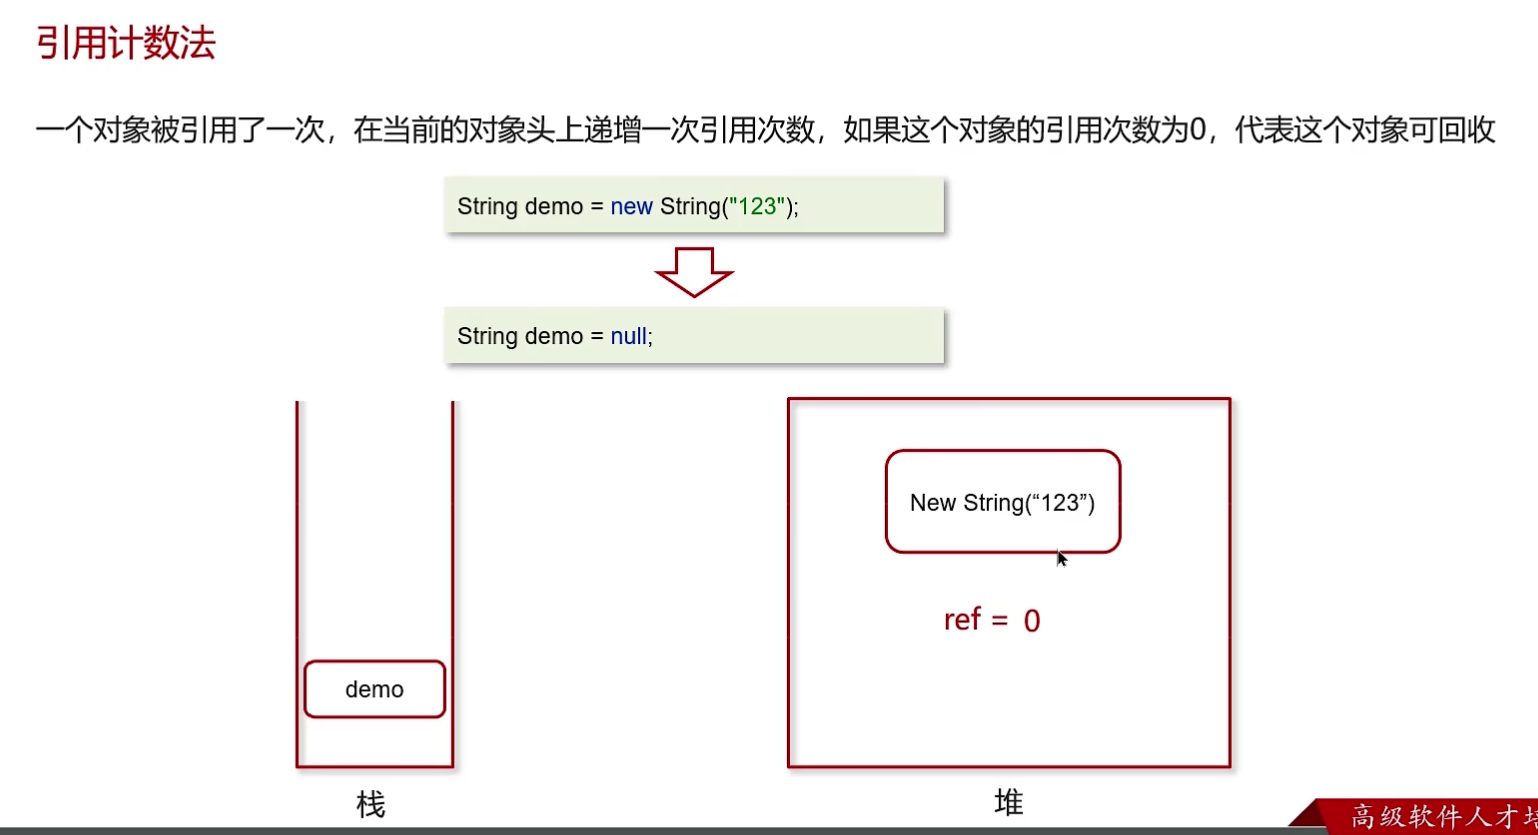 引用计数法
一个对象被引用了一次，在当前的对象头上递增一次引用次数，如果这个对象的引用次数为0，代表这个对象可回收
String demo = new String("123");
String demo = null;
New String(“123”)
ref = 0
demo
栈
堆
高级软件人才培